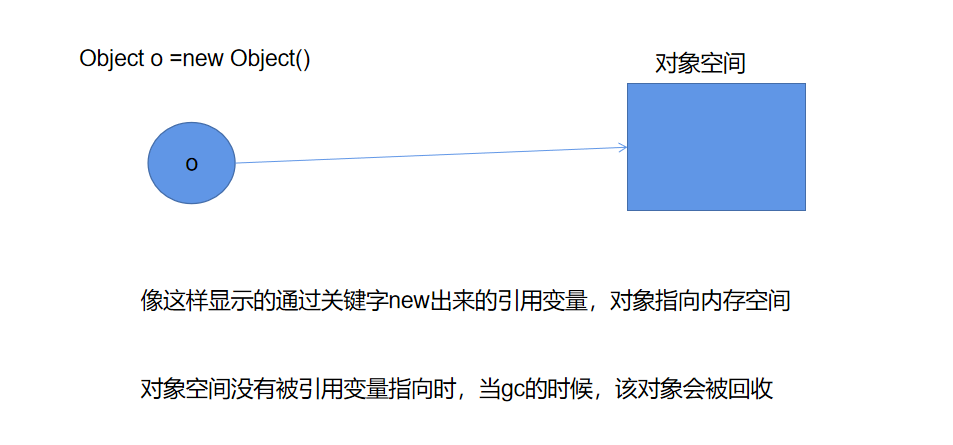 Object o =new Object()
对象空间
o
像这样显示的通过关键字new出来的引用变量，对象指向内存空间
对象空间没有被引用变量指向时，当gc的时候，该对象会被回收